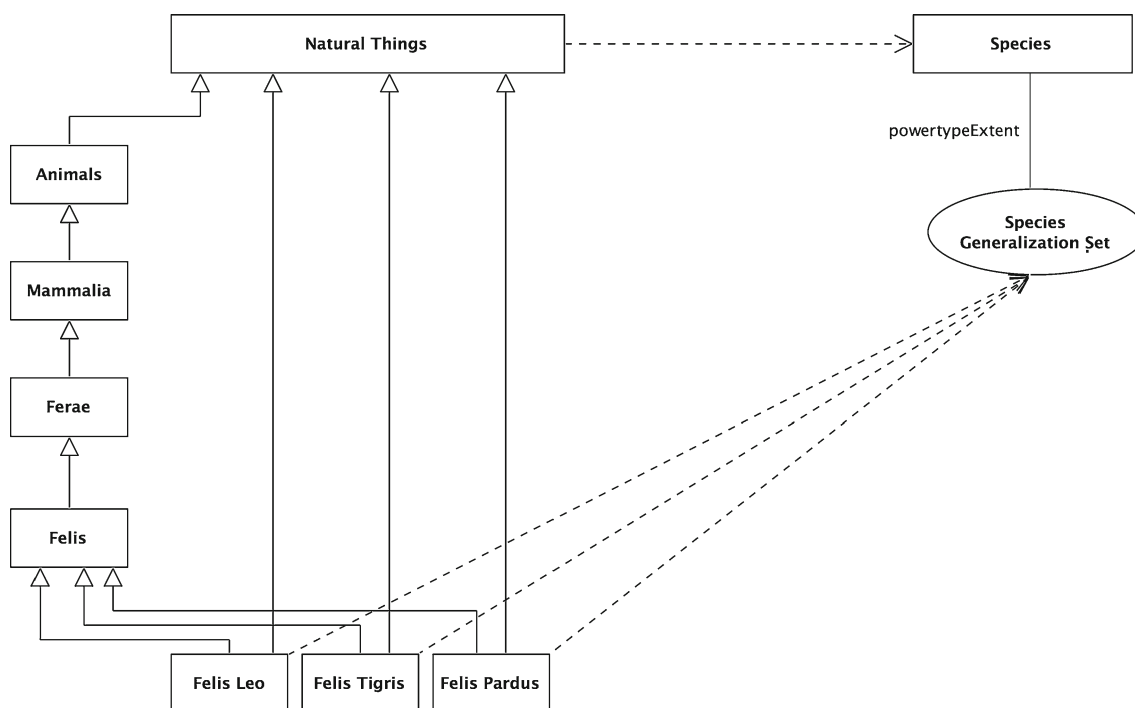 Natural Things
Species
powertypeExtent
Animals
Species
Generalization Set
Mammalia
Ferae
Felis
Felis Leo
Felis Tigris
Felis Pardus